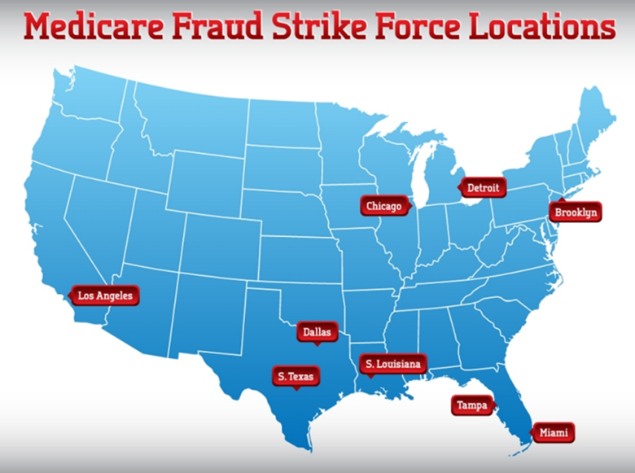 Medicare Fraud Strike Force Locations
Detroit
Chicago
Brooklyn
Los Angeles
Dallas
S. Louisiana
S. Texas
Tampa
Miami